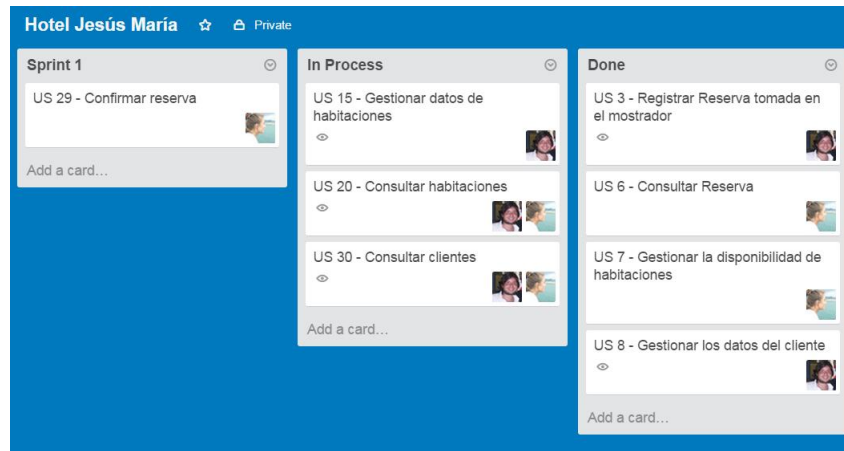 Hotel Jesús María
Private
Sprint 1
US 29 - Confirmar reserva
Add a card...
In Process
US 15 - Gestionar datos de
habitaciones
US 20 - Consultar habitaciones
US 30 - Consultar clientes
Add a card...
Done
US 3 - Registrar Reserva tomada en
el mostrador
US 6 - Consultar Reserva
US 7 - Gestionar la disponibilidad de
habitaciones
US 8 - Gestionar los datos del cliente
Add a card...